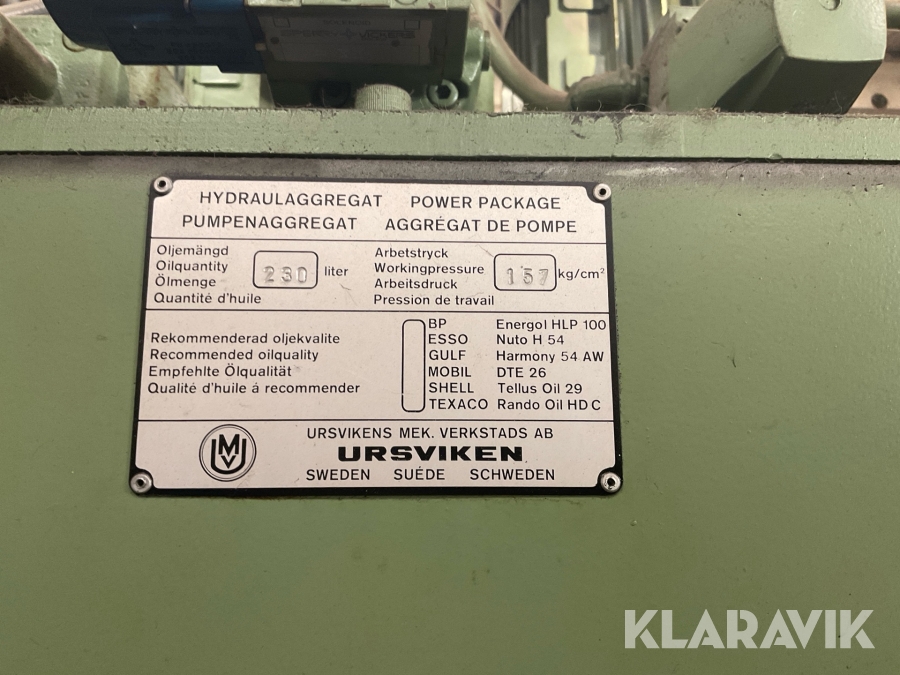 HYDRAULAGGREGAT POWER PACKAGE
PUMPENAGGREGAT AGGRÉGAT DE POMPE
Oljemängd
Oilquantity
Ölmenge
Quantité d'huile
230 liter
Arbetstryck
Workingpressure
Arbeitsdruck
Pression de travail
157 kg/cm²
Rekommenderad oljekvalite
Recommended oilquality
Empfehlte Ölqualität
Qualité d'huile á recommender
BP Energol HLP 100
ESSO Nuto H 54
GULF Harmony 54 AW
MOBIL DTE 26
SHELL Tellus Oil 29
TEXACO Rando Oil HD C
UMV
URSVIKENS MEK. VERKSTADS AB
URSVIKEN
SWEDEN SUÉDE SCHWEDEN
KLARAVIK